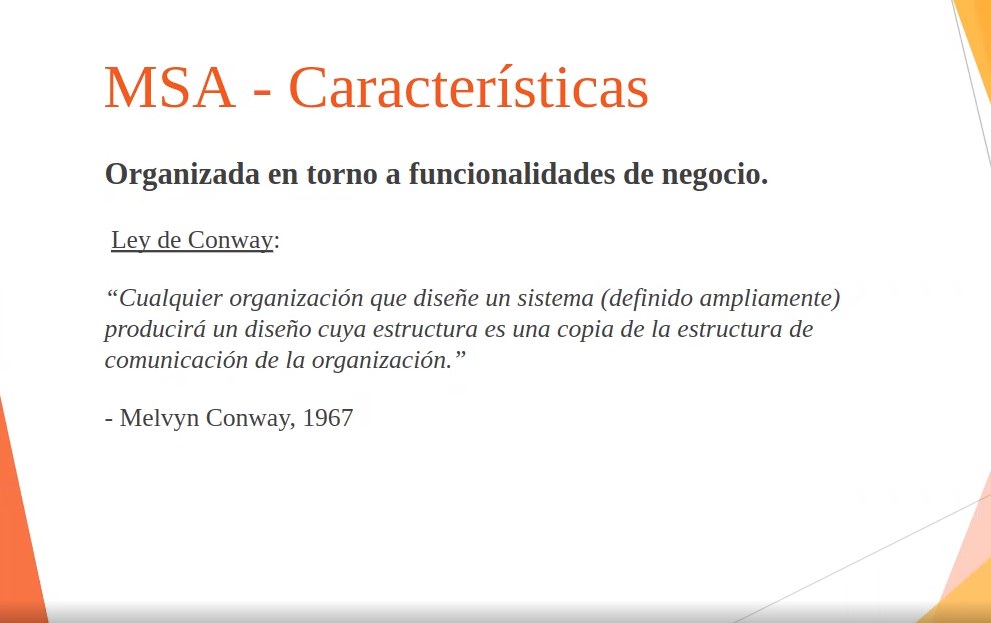 MSA - Características
Organizada en torno a funcionalidades de negocio.
Ley de Conway:
“Cualquier organización que diseñe un sistema (definido ampliamente)
producirá un diseño cuya estructura es una copia de la estructura de
comunicación de la organización.”
- Melvyn Conway, 1967